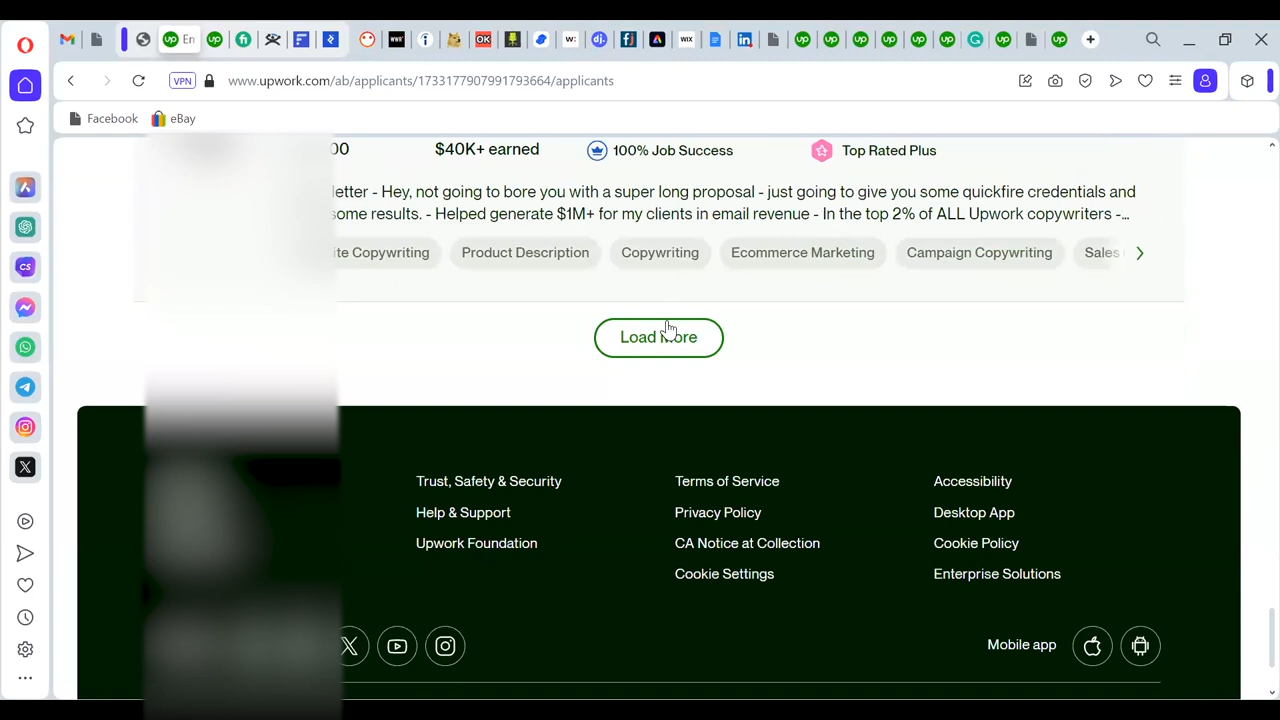 En
www.upwork.com/ab/applicants/1733177907991793664/applicants
VPN
Facebook
eBay
00
$40K+ earned
100% Job Success
Top Rated Plus
letter - Hey, not going to bore you with a super long proposal - just going to give you some quickfire credentials and
some results. - Helped generate $1M+ for my clients in email revenue - In the top 2% of ALL Upwork copywriters -...
ite Copywriting
Product Description
Copywriting
Ecommerce Marketing
Campaign Copywriting
Sales
Load More
Trust, Safety & Security
Terms of Service
Accessibility
Help & Support
Privacy Policy
Desktop App
Upwork Foundation
CA Notice at Collection
Cookie Policy
Cookie Settings
Enterprise Solutions
Mobile app